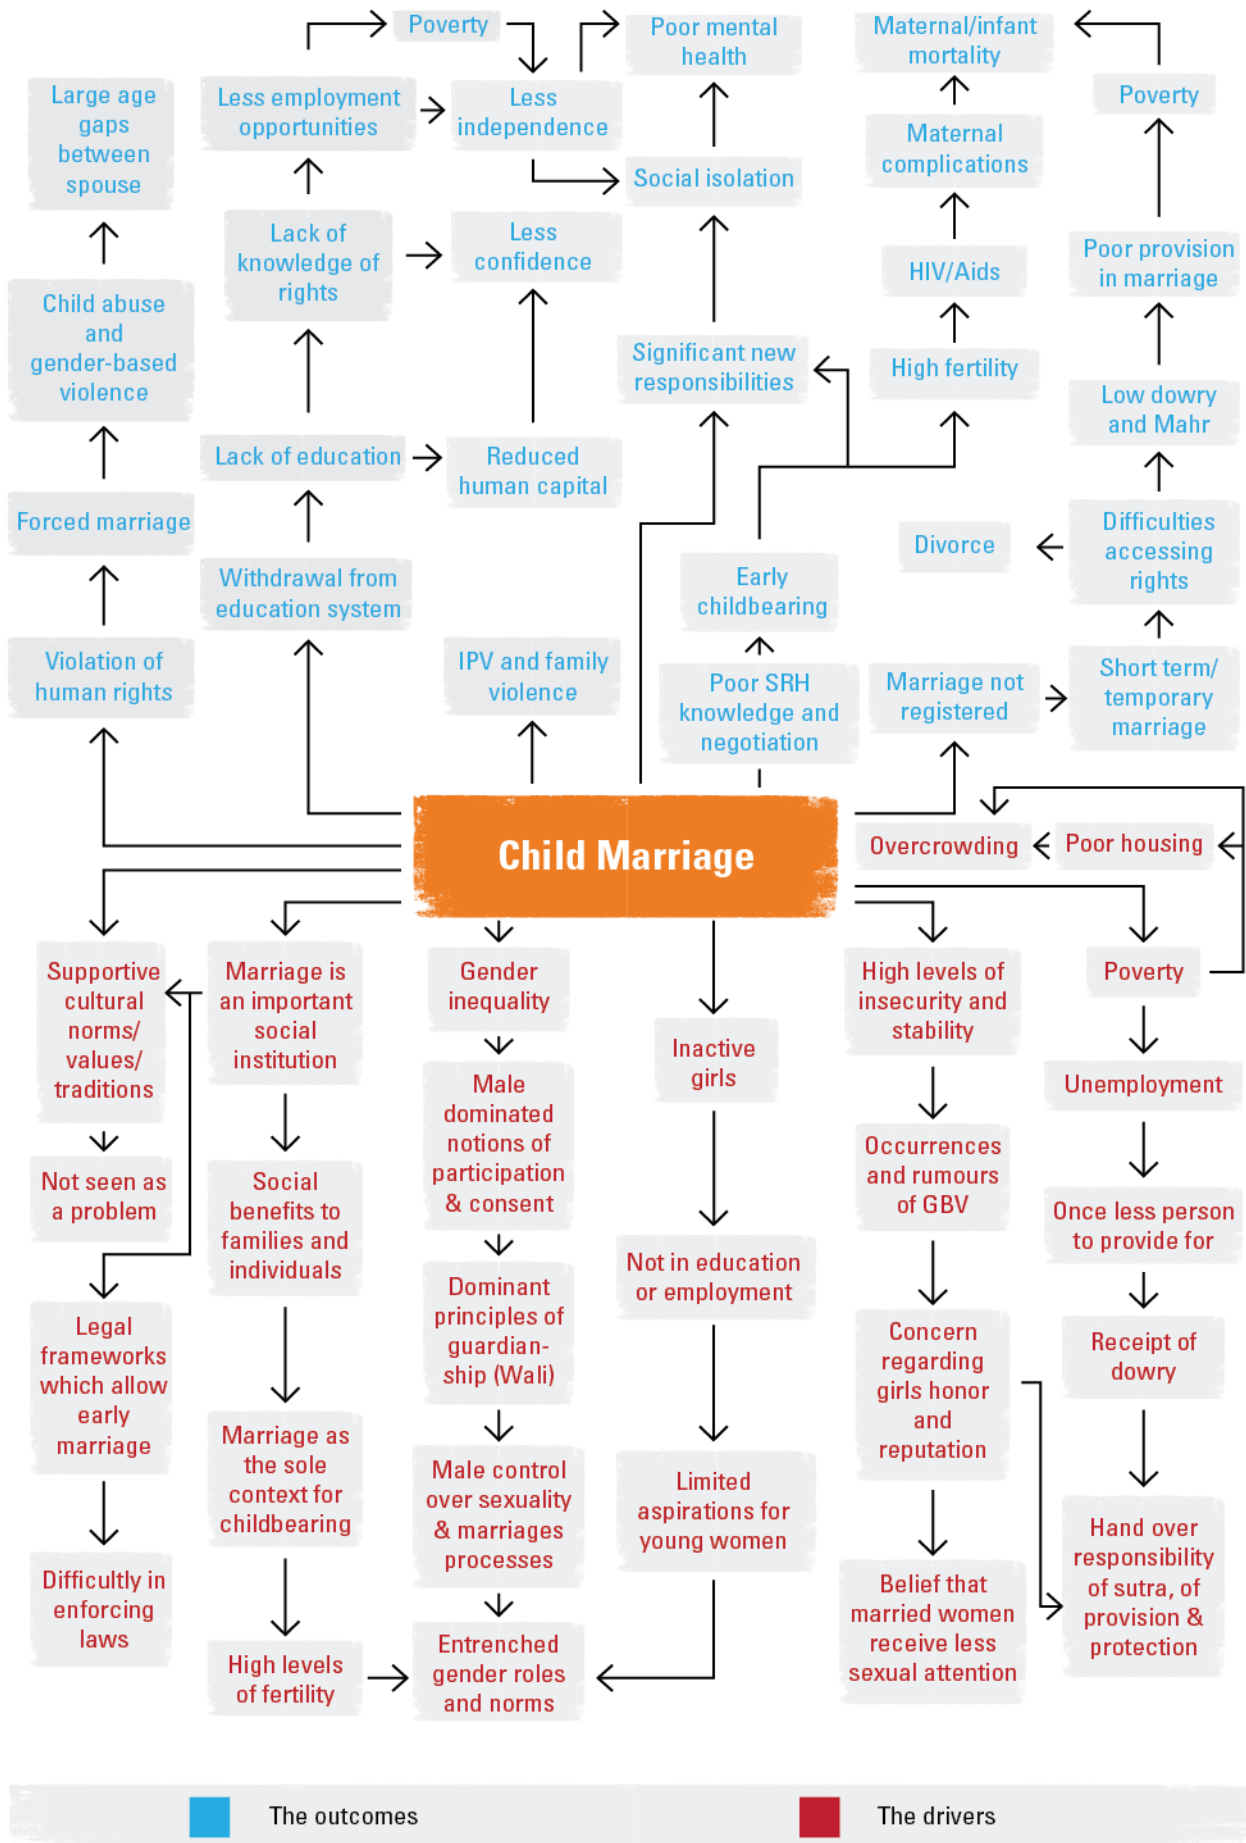 Poverty
Poor mental
health
Maternal/infant
mortality
Large age
gaps
between
spouse
Less employment
opportunities
Less
independence
Poverty
Maternal
complications
Social isolation
Lack of
knowledge of
rights
Less
confidence
HIV/Aids
Poor provision
in marriage
Child abuse
and
gender-based
violence
Significant new
responsibilities
High fertility
Low dowry
and Mahr
Lack of education
Reduced
human capital
Forced marriage
Divorce
Difficulties
accessing
rights
Withdrawal from
education system
Early
childbearing
Violation of
human rights
IPV and family
violence
Poor SRH
knowledge and
negotiation
Marriage not
registered
Short term/
temporary
marriage
Child Marriage
Overcrowding
Poor housing
Supportive
cultural
norms/
values/
traditions
Marriage is
an important
social
institution
Gender
inequality
Inactive
girls
High levels of
insecurity and
stability
Poverty
Unemployment
Male
dominated
notions of
participation
& consent
Not seen as
a problem
Social
benefits to
families and
individuals
Occurrences
and rumours
of GBV
Once less person
to provide for
Not in education
or employment
Dominant
principles of
guardian-
ship (Wali)
Legal
frameworks
which allow
early
marriage
Concern
regarding
girls honor
and
reputation
Receipt of
dowry
Marriage as
the sole
context for
childbearing
Male control
over sexuality
& marriages
processes
Limited
aspirations for
young women
Hand over
responsibility
of sutra, of
provision &
protection
Difficultly in
enforcing
laws
Belief that
married women
receive less
sexual attention
High levels
of fertility
Entrenched
gender roles
and norms
The outcomes
The drivers